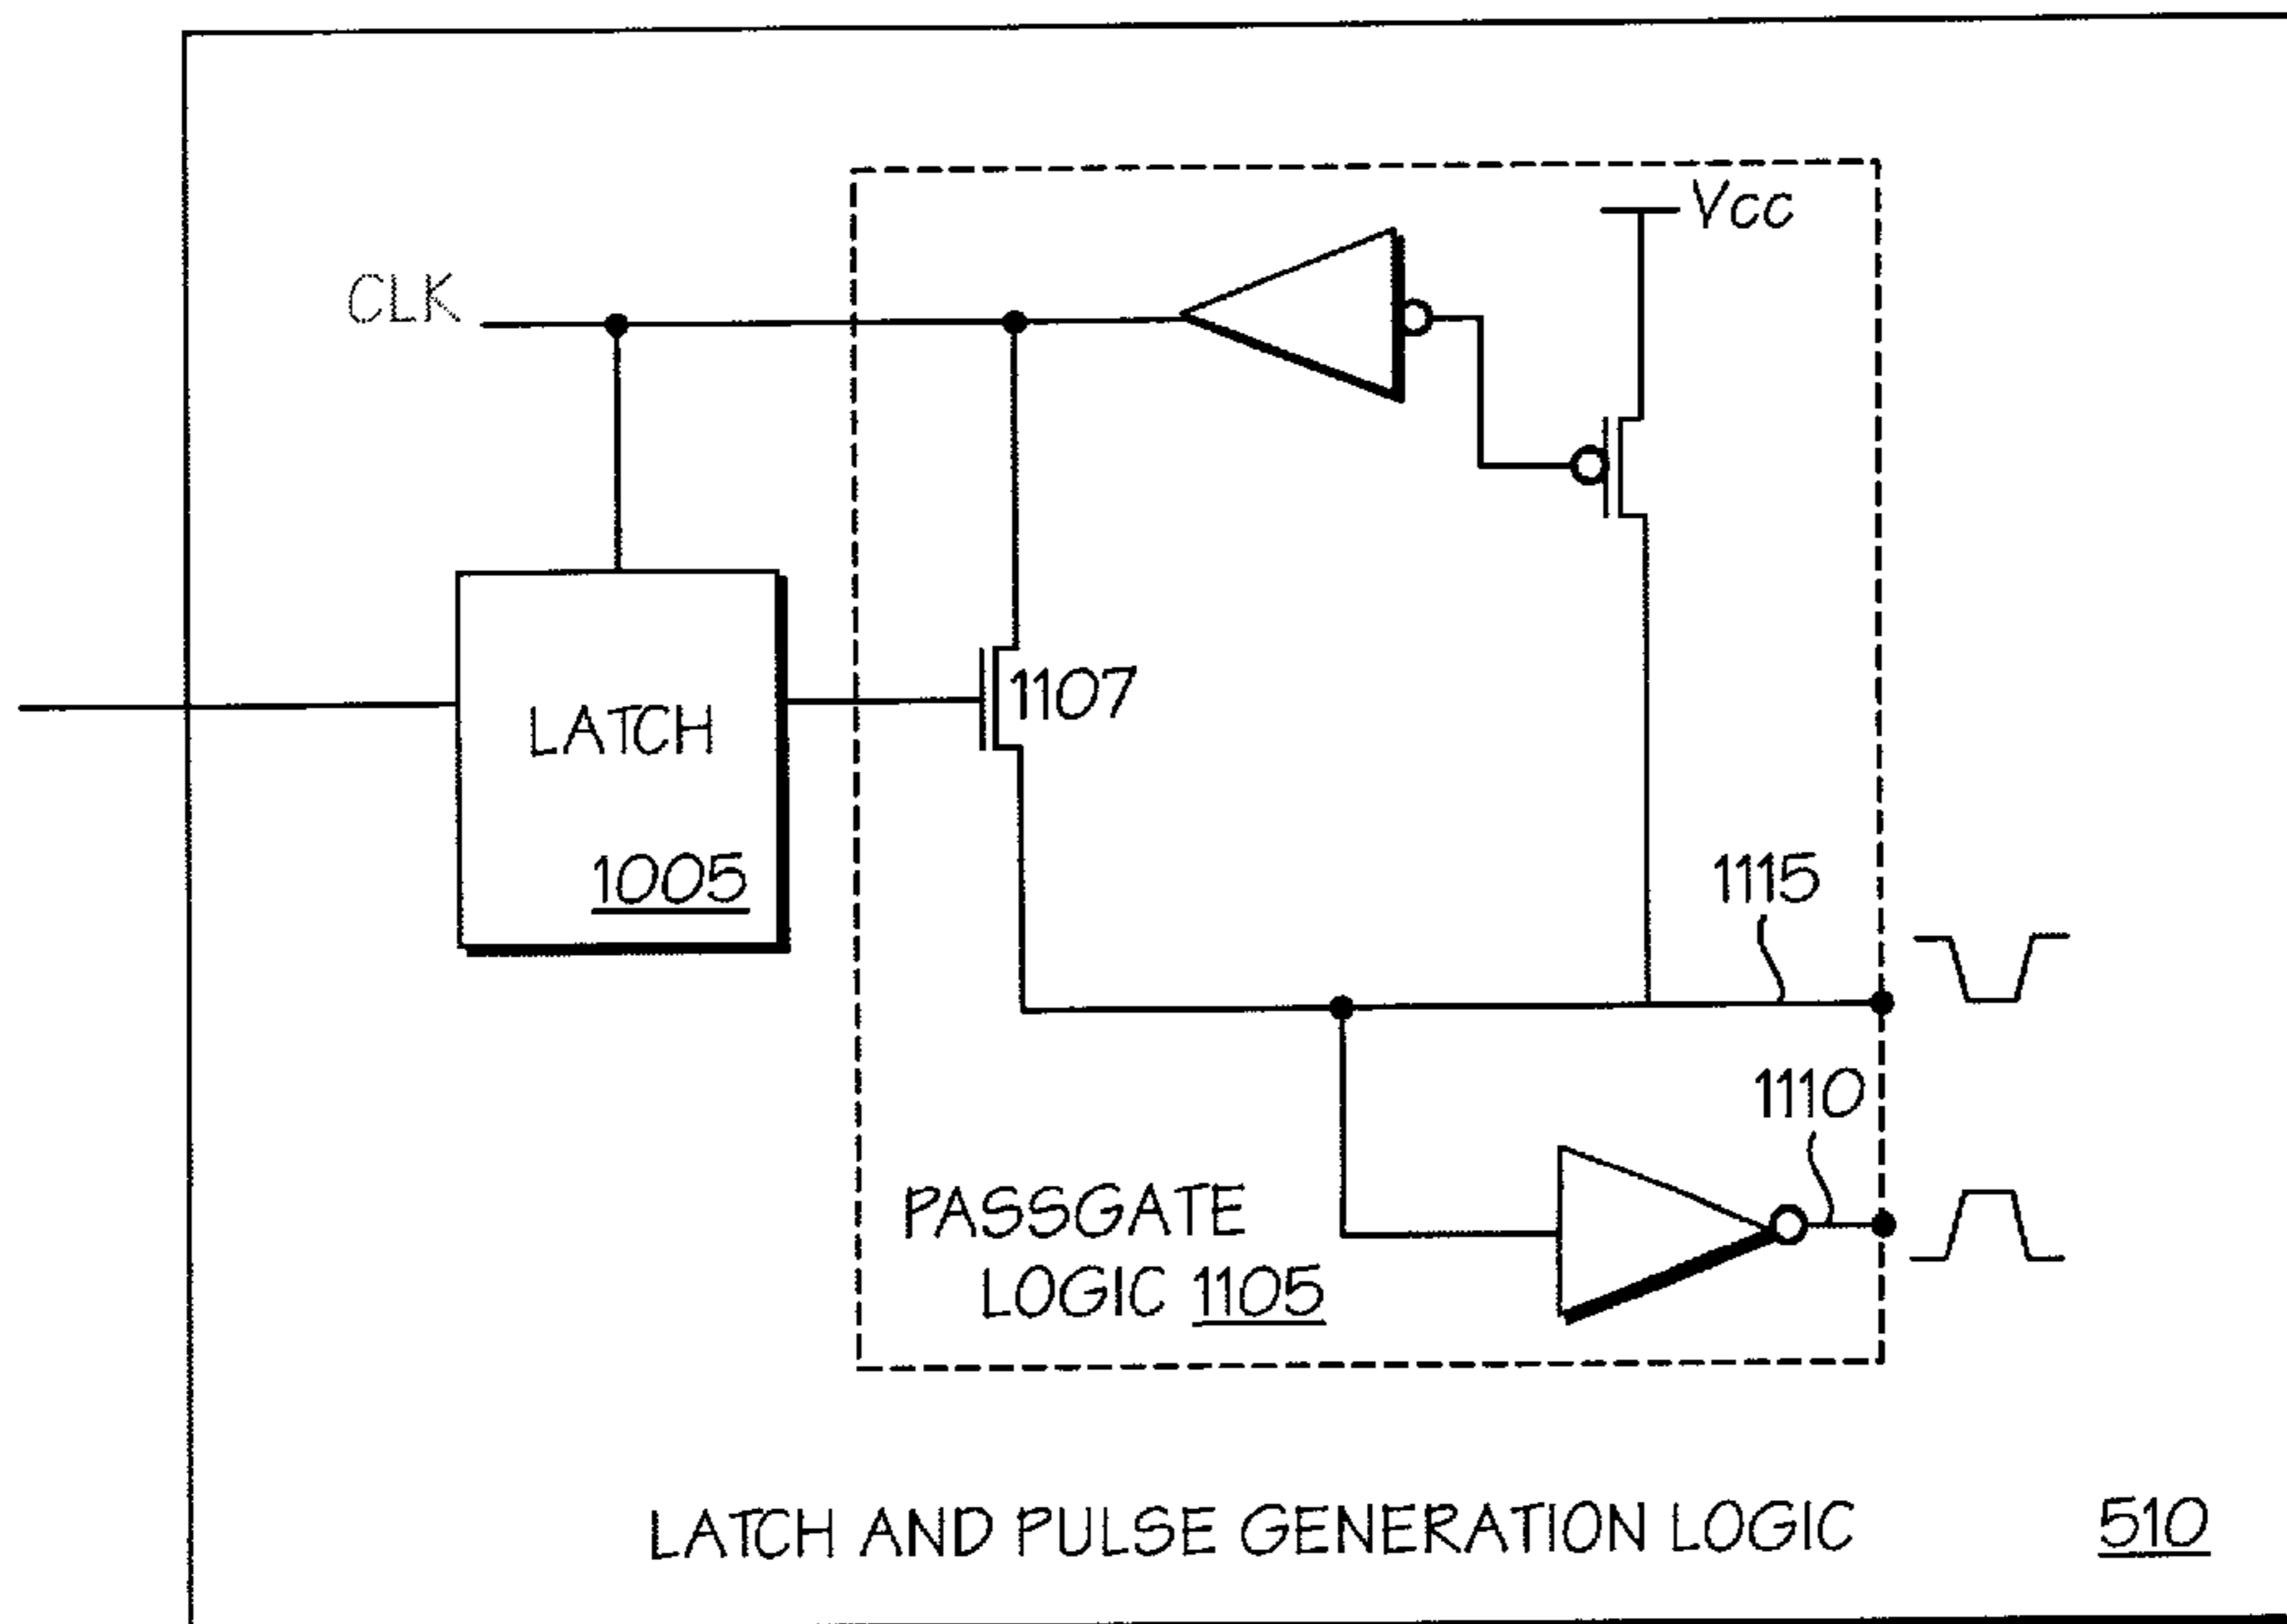 Vcc
CLK
1107
LATCH
1005
1115
1110
PASSGATE
LOGIC 1105
LATCH AND PULSE GENERATION LOGIC 510